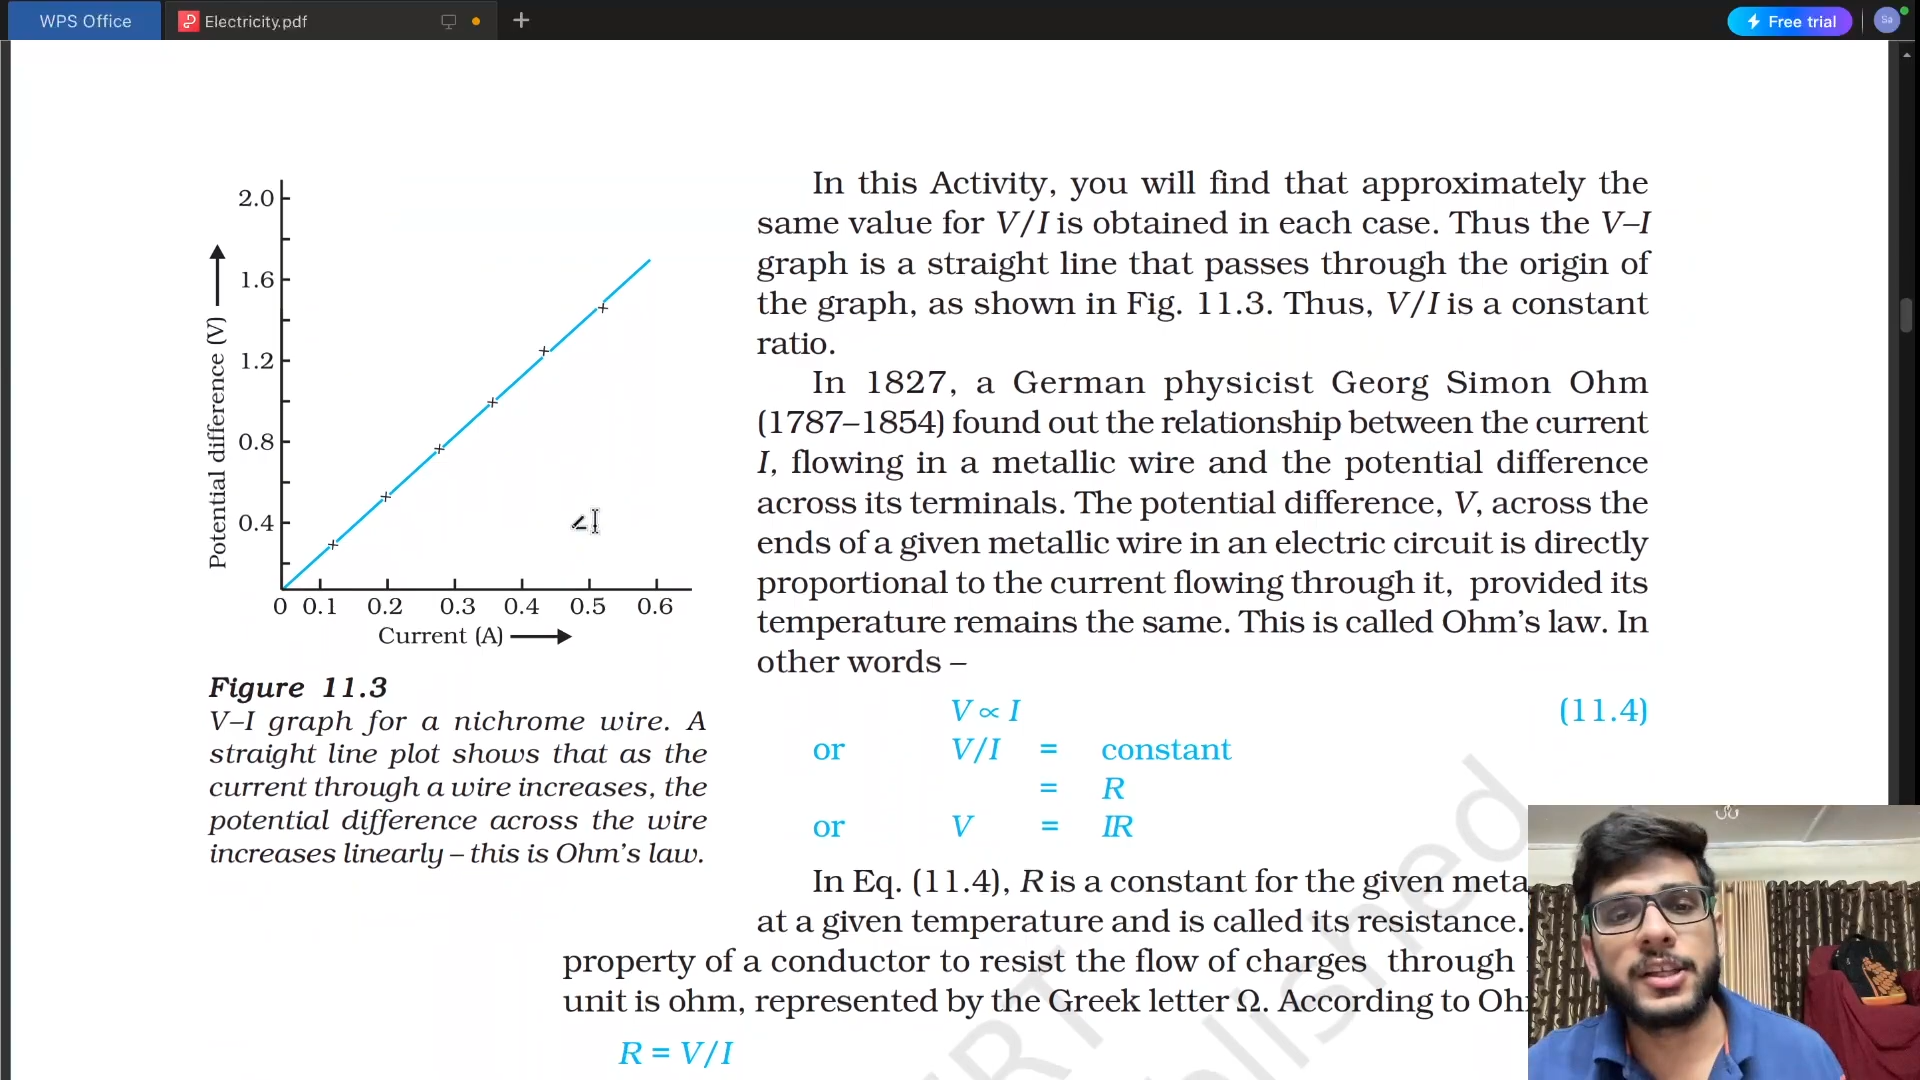 WPS Office
Electricity.pdf
Free trial
Sa
2.0
1.6
1.2
0.8
0.4
Potential difference (V)
0 0.1 0.2 0.3 0.4 0.5 0.6
Current (A)
Figure 11.3
V–I graph for a nichrome wire. A
straight line plot shows that as the
current through a wire increases, the
potential difference across the wire
increases linearly – this is Ohm's law.
In this Activity, you will find that approximately the
same value for V/I is obtained in each case. Thus the V–I
graph is a straight line that passes through the origin of
the graph, as shown in Fig. 11.3. Thus, V/I is a constant
ratio.
In 1827, a German physicist Georg Simon Ohm
(1787–1854) found out the relationship between the current
I, flowing in a metallic wire and the potential difference
across its terminals. The potential difference, V, across the
ends of a given metallic wire in an electric circuit is directly
proportional to the current flowing through it, provided its
temperature remains the same. This is called Ohm's law. In
other words –
V ∝ I (11.4)
or V/I = constant
= R
or V = IR
In Eq. (11.4), R is a constant for the given meta
at a given temperature and is called its resistance.
property of a conductor to resist the flow of charges through
unit is ohm, represented by the Greek letter Ω. According to Oh
R = V/I